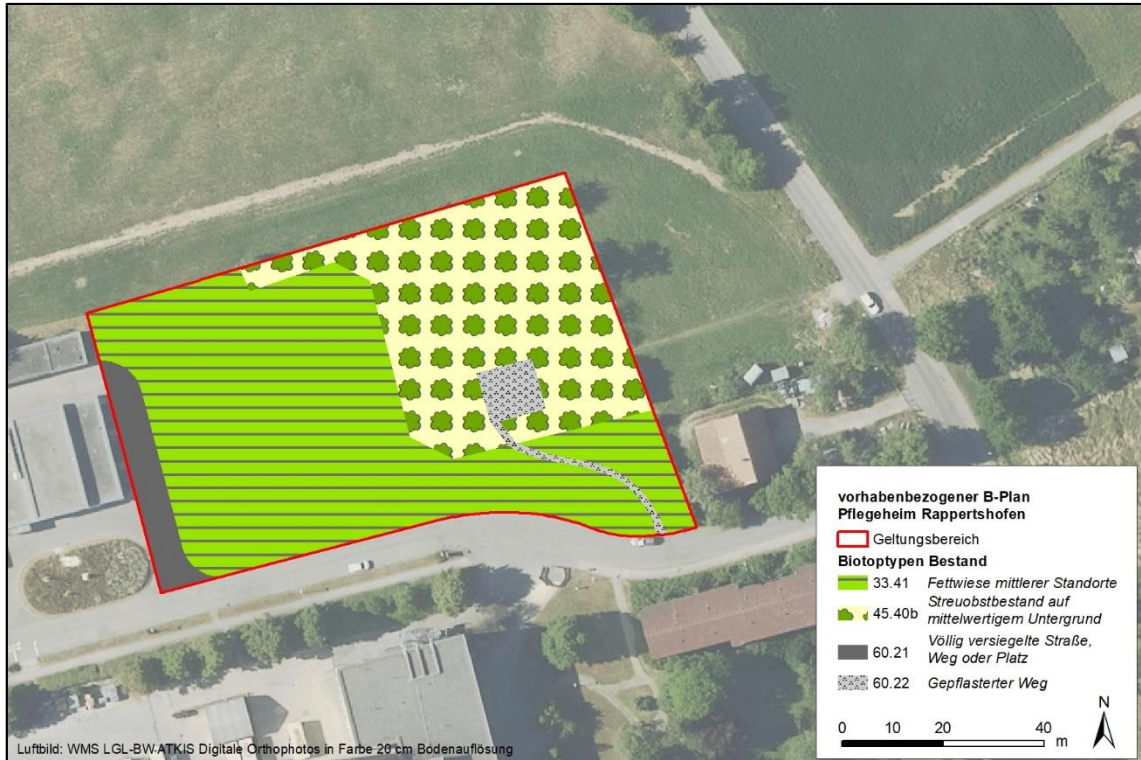 vorhabenbezogener B-Plan
Pflegeheim Rappertshofen
Geltungsbereich
Biotoptypen Bestand
33.41 Fettwiese mittlerer Standorte
45.40b Streuobstbestand auf
mittelwertigem Untergrund
60.21 Völlig versiegelte Straße,
Weg oder Platz
60.22 Gepflasterter Weg
N
0 20 40
m
Luftbild: WMS LGL-BW ATKIS Digitale Orthophotos in Farbe 20 cm Bodenauflösung